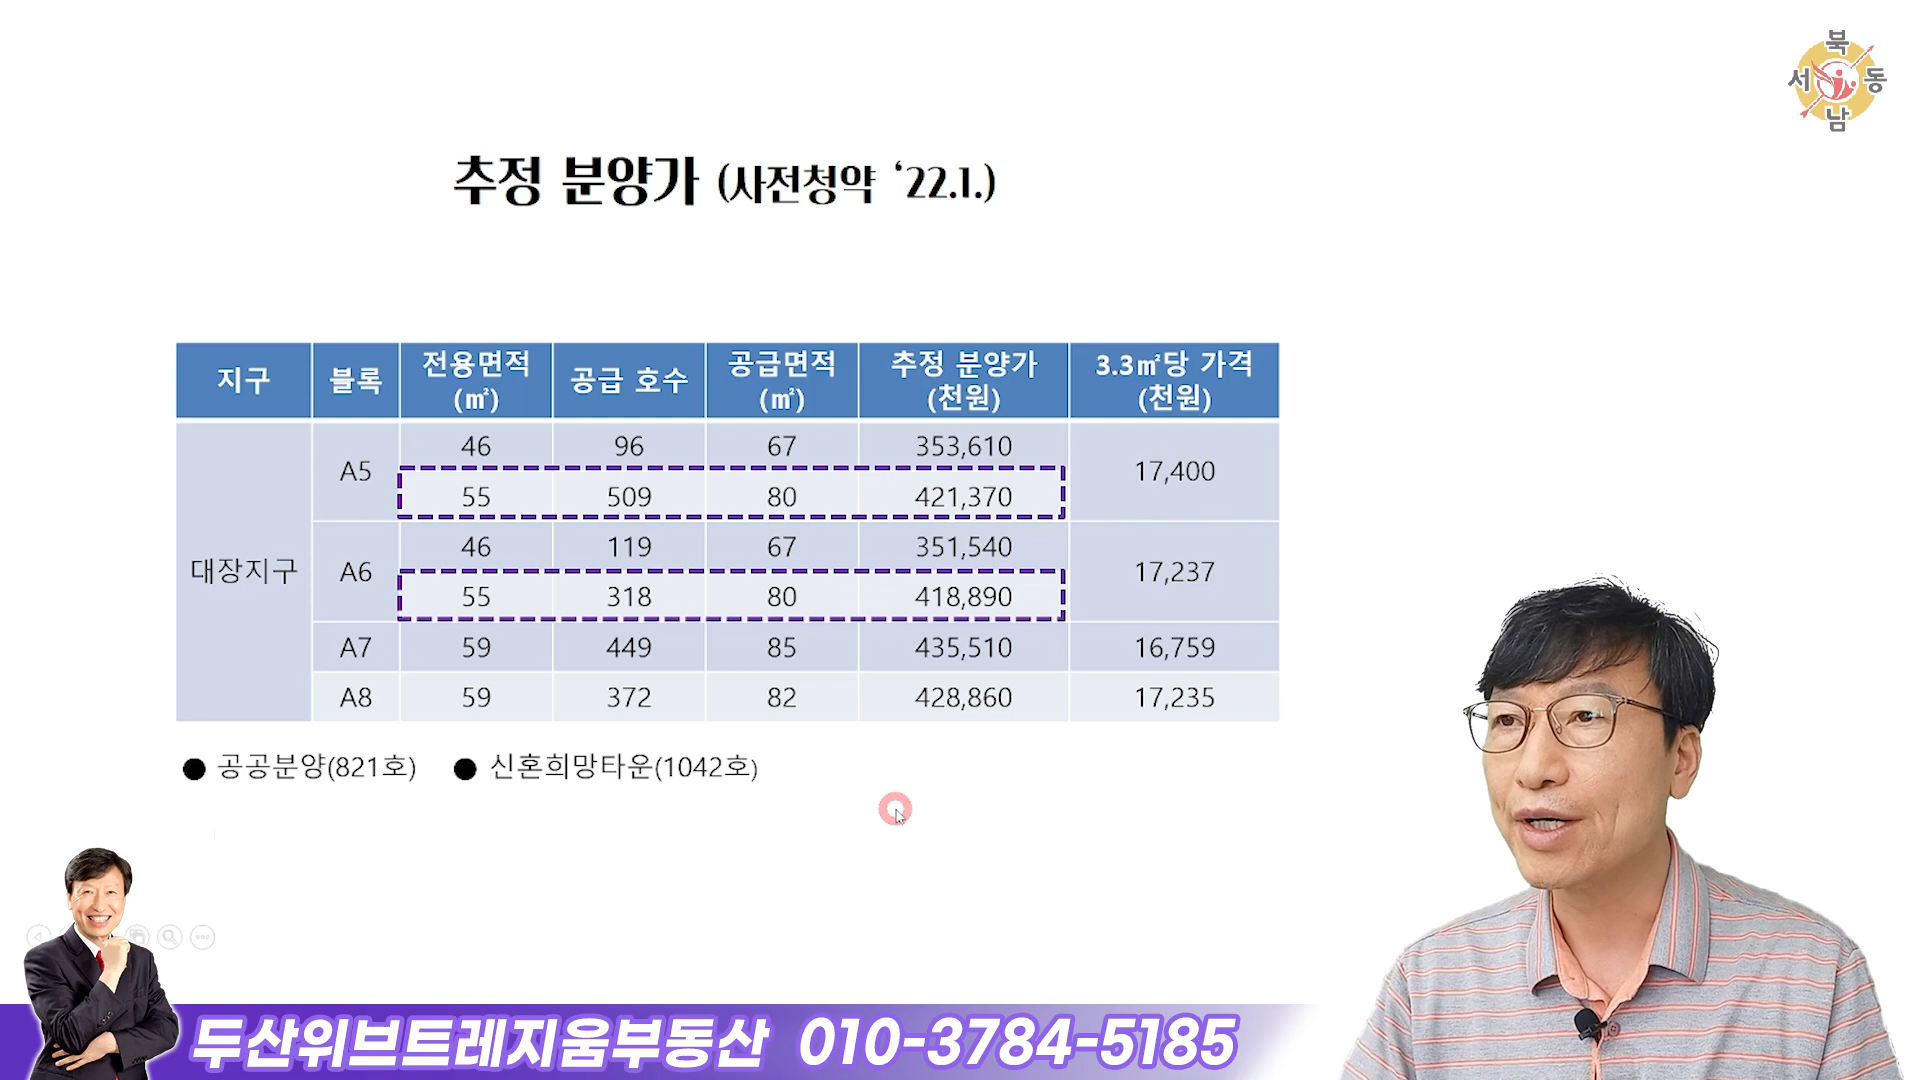 북
서 동
남
추정 분양가 (사전청약 ‘22.1.)
지구 블록 전용면적 (㎡) 공급 호수 공급면적 (㎡) 추정 분양가 (천원) 3.3㎡당 가격 (천원)
대장지구 A5 46 96 67 353,610 17,400
55 509 80 421,370
A6 46 119 67 351,540 17,237
55 318 80 418,890
A7 59 449 85 435,510 16,759
A8 59 372 82 428,860 17,235
● 공공분양(821호) ● 신혼희망타운(1042호)
두산위브트레지움부동산 010-3784-5185